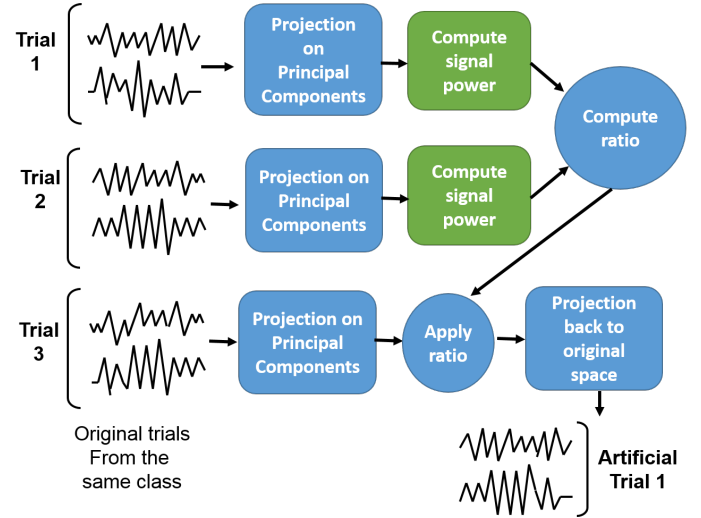 Trial
1
Projection
on
Principal
Components
Compute
signal
power
Compute
ratio
Trial
2
Projection on
Principal
Components
Compute
signal
power
Trial
3
Projection on
Principal
Components
Apply
ratio
Projection
back to
original
space
Original trials
From the
same class
Artificial
Trial 1